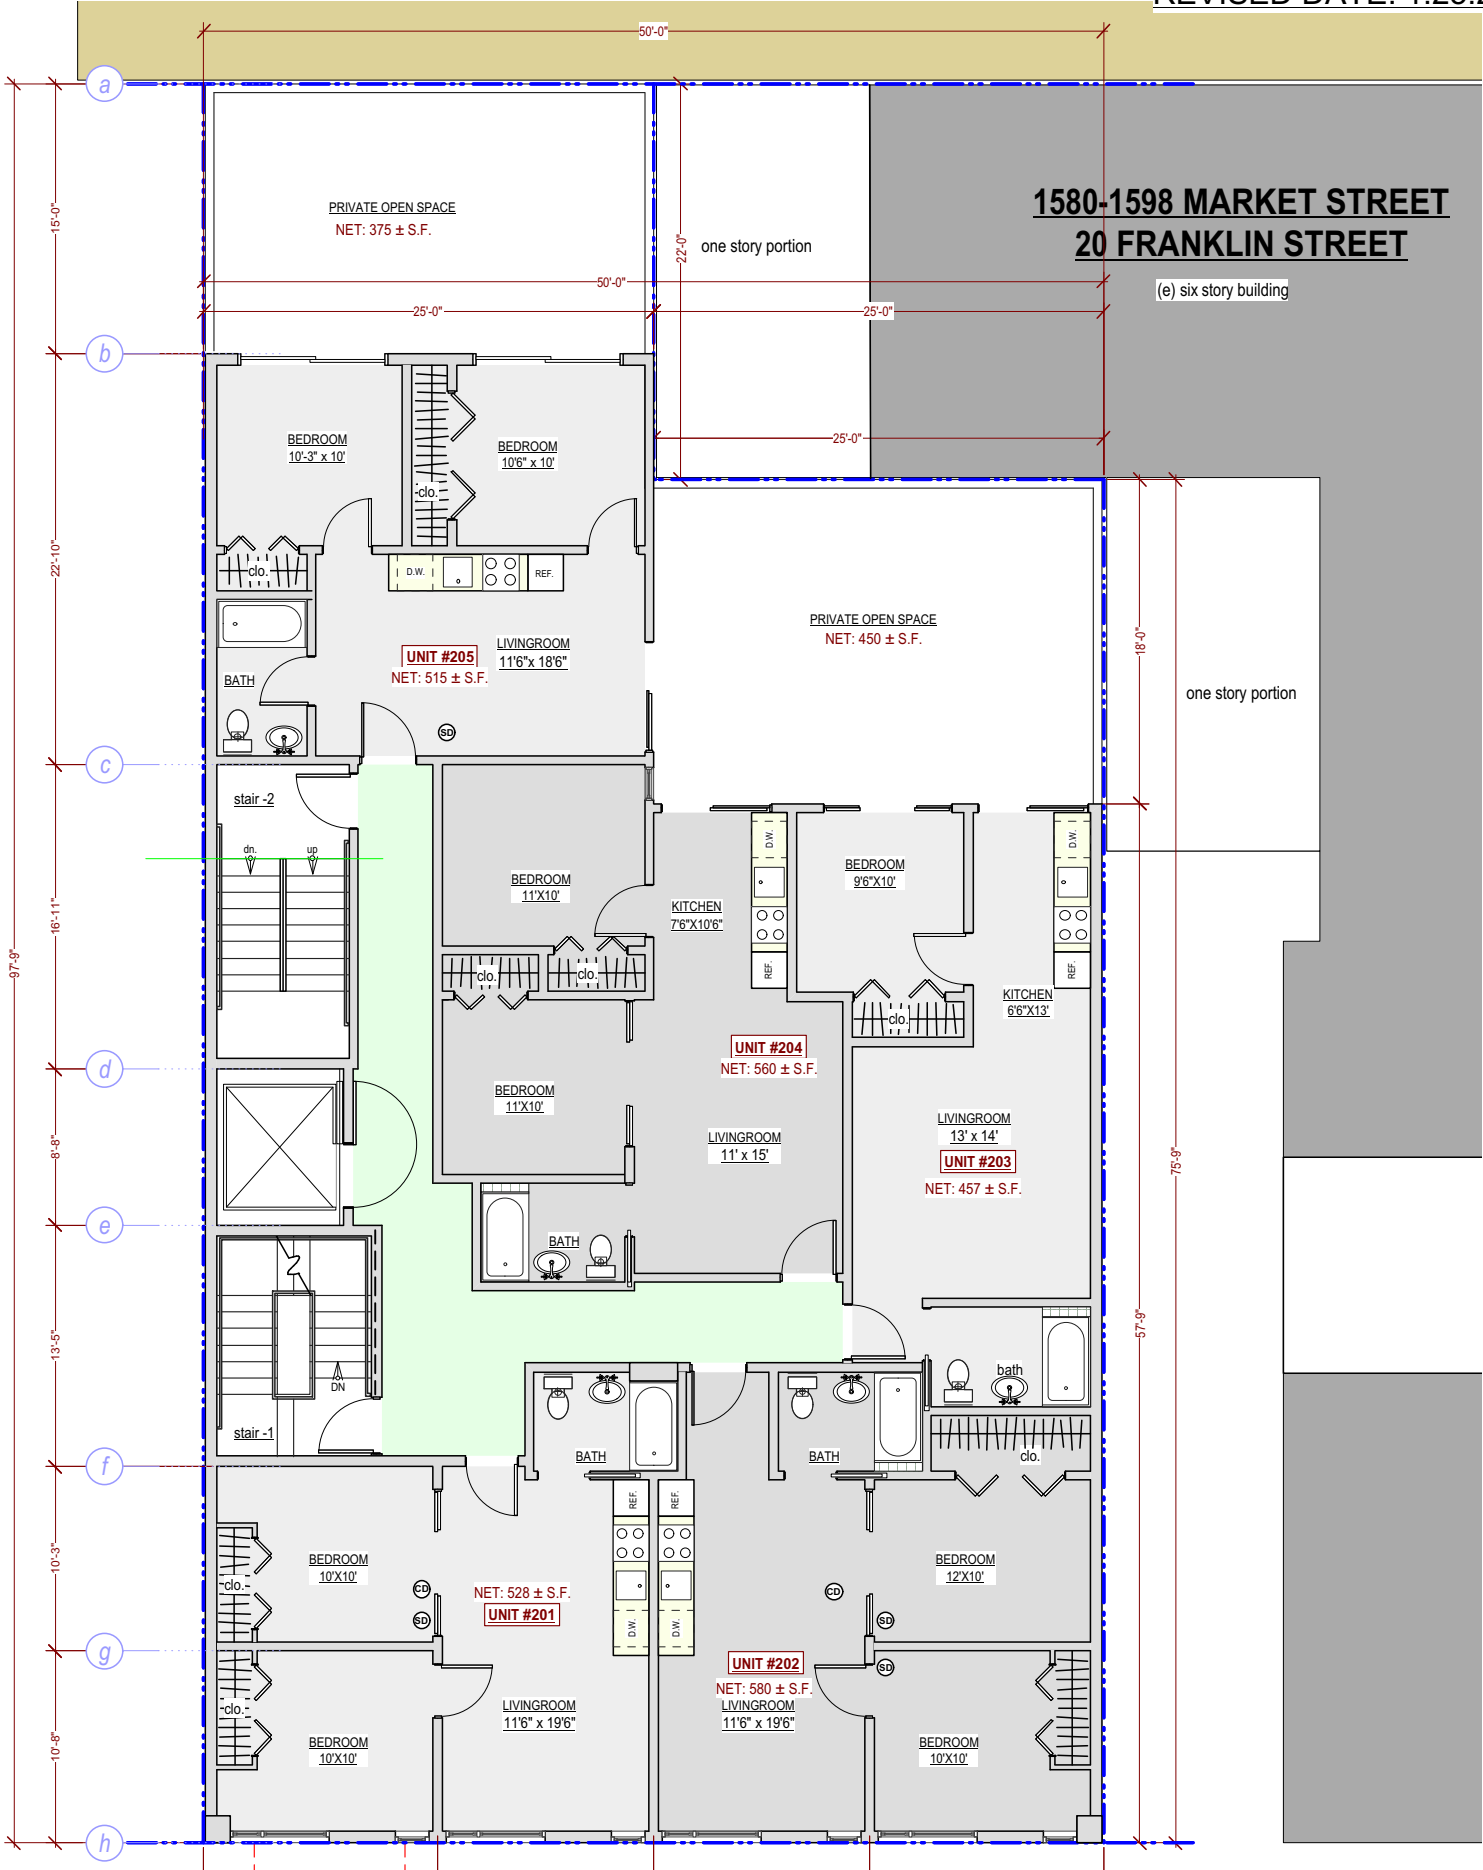 50'-0"
a
1580-1598 MARKET STREET
20 FRANKLIN STREET
(e) six story building
PRIVATE OPEN SPACE
NET: 375 ± S.F.
15'-0"
22'-0"
one story portion
50'-0"
25'-0"
25'-0"
b
25'-0"
BEDROOM
10'-3" x 10'
BEDROOM
10'6" x 10'
clo.
22'-10"
clo.
D.W.
REF.
PRIVATE OPEN SPACE
NET: 450 ± S.F.
18'-0"
LIVINGROOM
11'6"x 18'6"
UNIT #205
NET: 515 ± S.F.
BATH
one story portion
SD
c
stair -2
dn.
up
D.W.
D.W.
BEDROOM
9'6"X10'
BEDROOM
11'X10'
KITCHEN
7'6"X10'6"
16'-11"
97'-9"
clo.
clo.
REF.
REF.
KITCHEN
6'6"X13'
clo.
UNIT #204
NET: 560 ± S.F.
d
BEDROOM
11'X10'
LIVINGROOM
13' x 14'
UNIT #203
NET: 457 ± S.F.
LIVINGROOM
11' x 15'
8'-8"
75'-9"
e
BATH
57'-9"
13'-5"
DN
bath
stair -1
clo.
BATH
BATH
f
REF.
REF.
BEDROOM
10'X10'
BEDROOM
12'X10'
10'-3"
clo.
CD
CD
NET: 528 ± S.F.
UNIT #201
SD
SD
D.W.
D.W.
g
UNIT #202
NET: 580 ± S.F.
SD
LIVINGROOM
11'6" x 19'6"
LIVINGROOM
11'6" x 19'6"
clo.
BEDROOM
10'X10'
BEDROOM
10'X10'
10'-8"
h